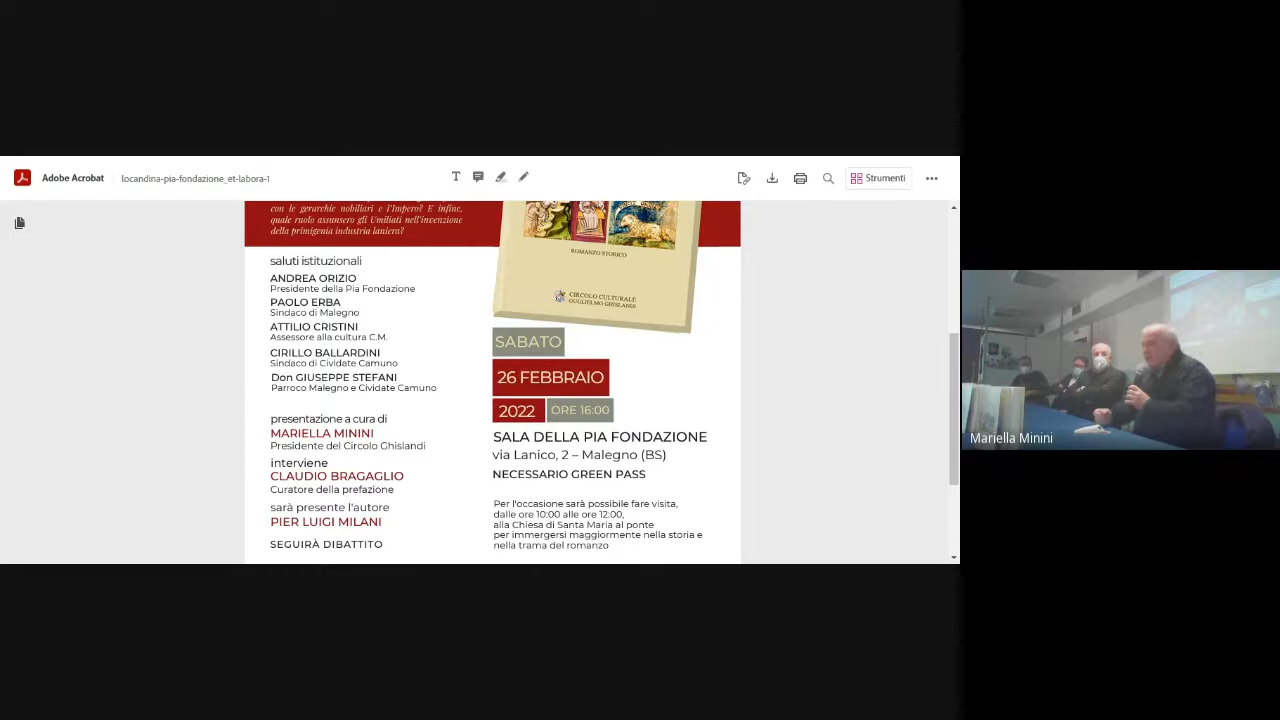 Adobe Acrobat
locandina-pia-fondazione_et-labora-1
Strumenti
con le gerarchie nobiliari e l'Impero? E infine,
quale ruolo assunsero gli Umiliati nell'invenzione
della primigenia industria laniera?
saluti istituzionali
ANDREA ORIZIO
Presidente della Pia Fondazione
PAOLO ERBA
Sindaco di Malegno
ATTILIO CRISTINI
Assessore alla cultura C.M.
CIRILLO BALLARDINI
Sindaco di Cividate Camuno
Don GIUSEPPE STEFANI
Parroco Malegno e Cividate Camuno
presentazione a cura di
MARIELLA MININI
Presidente del Circolo Ghislandi
interviene
CLAUDIO BRAGAGLIO
Curatore della prefazione
sarà presente l'autore
PIER LUIGI MILANI
SEGUIRÀ DIBATTITO
ROMANZO STORICO
CIRCOLO CULTURALE
GUGLIELMO GHISLANDI
SABATO
26 FEBBRAIO
2022 ORE 16:00
SALA DELLA PIA FONDAZIONE
via Lanico, 2 – Malegno (BS)
NECESSARIO GREEN PASS
Per l'occasione sarà possibile fare visita,
dalle ore 10:00 alle ore 12:00,
alla Chiesa di Santa Maria al ponte
per immergersi maggiormente nella storia e
nella trama del romanzo
Mariella Minini